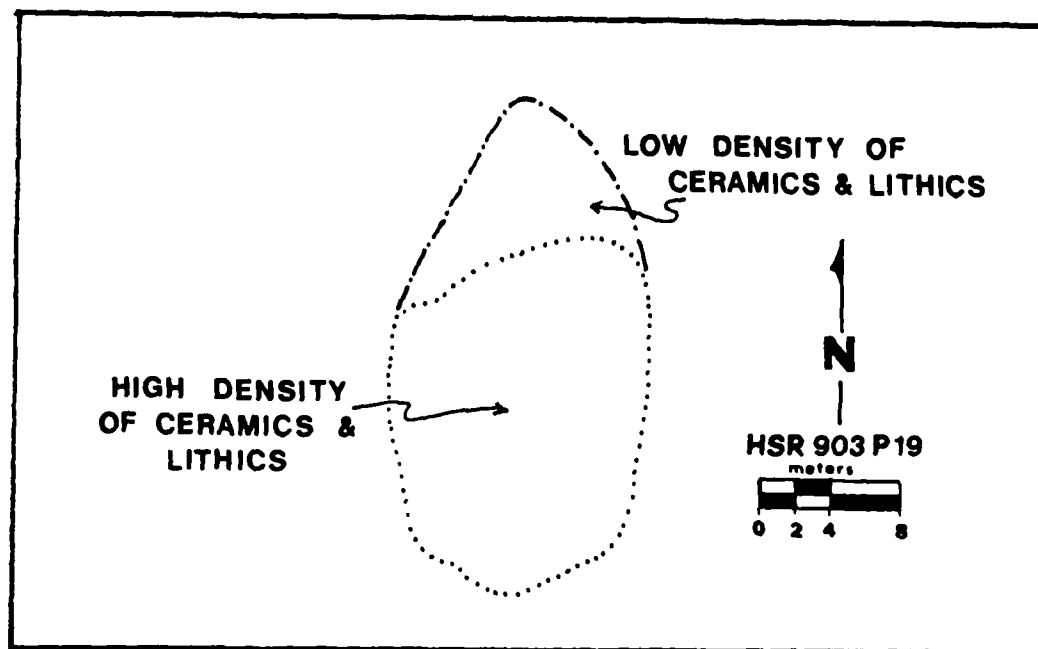 LOW DENSITY OF
CERAMICS & LITHICS
HIGH DENSITY
OF CERAMICS &
LITHICS
N
HSR 903 P19
meters
0 2 4 8